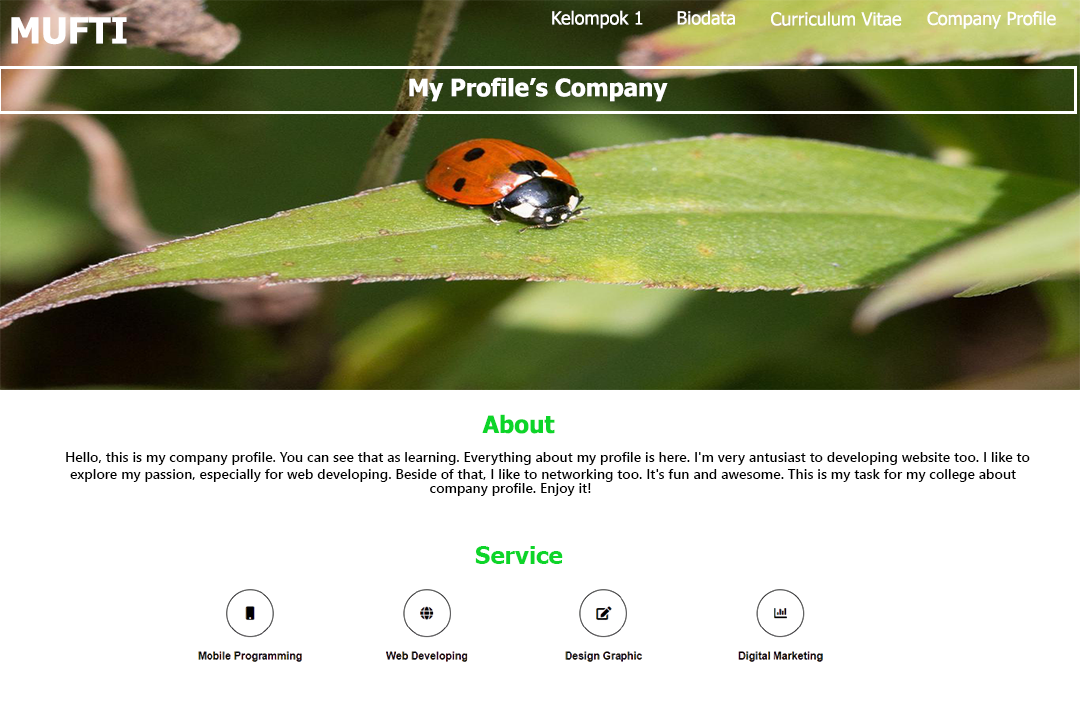 MUFTI
Kelompok 1
Biodata
Curriculum Vitae
Company Profile
My Profile’s Company
About
Hello, this is my company profile. You can see that as learning. Everything about my profile is here. I'm very antusiast to developing website too. I like to
explore my passion, especially for web developing. Beside of that, I like to networking too. It's fun and awesome. This is my task for my college about
company profile. Enjoy it!
Service
Mobile Programming
Web Developing
Design Graphic
Digital Marketing